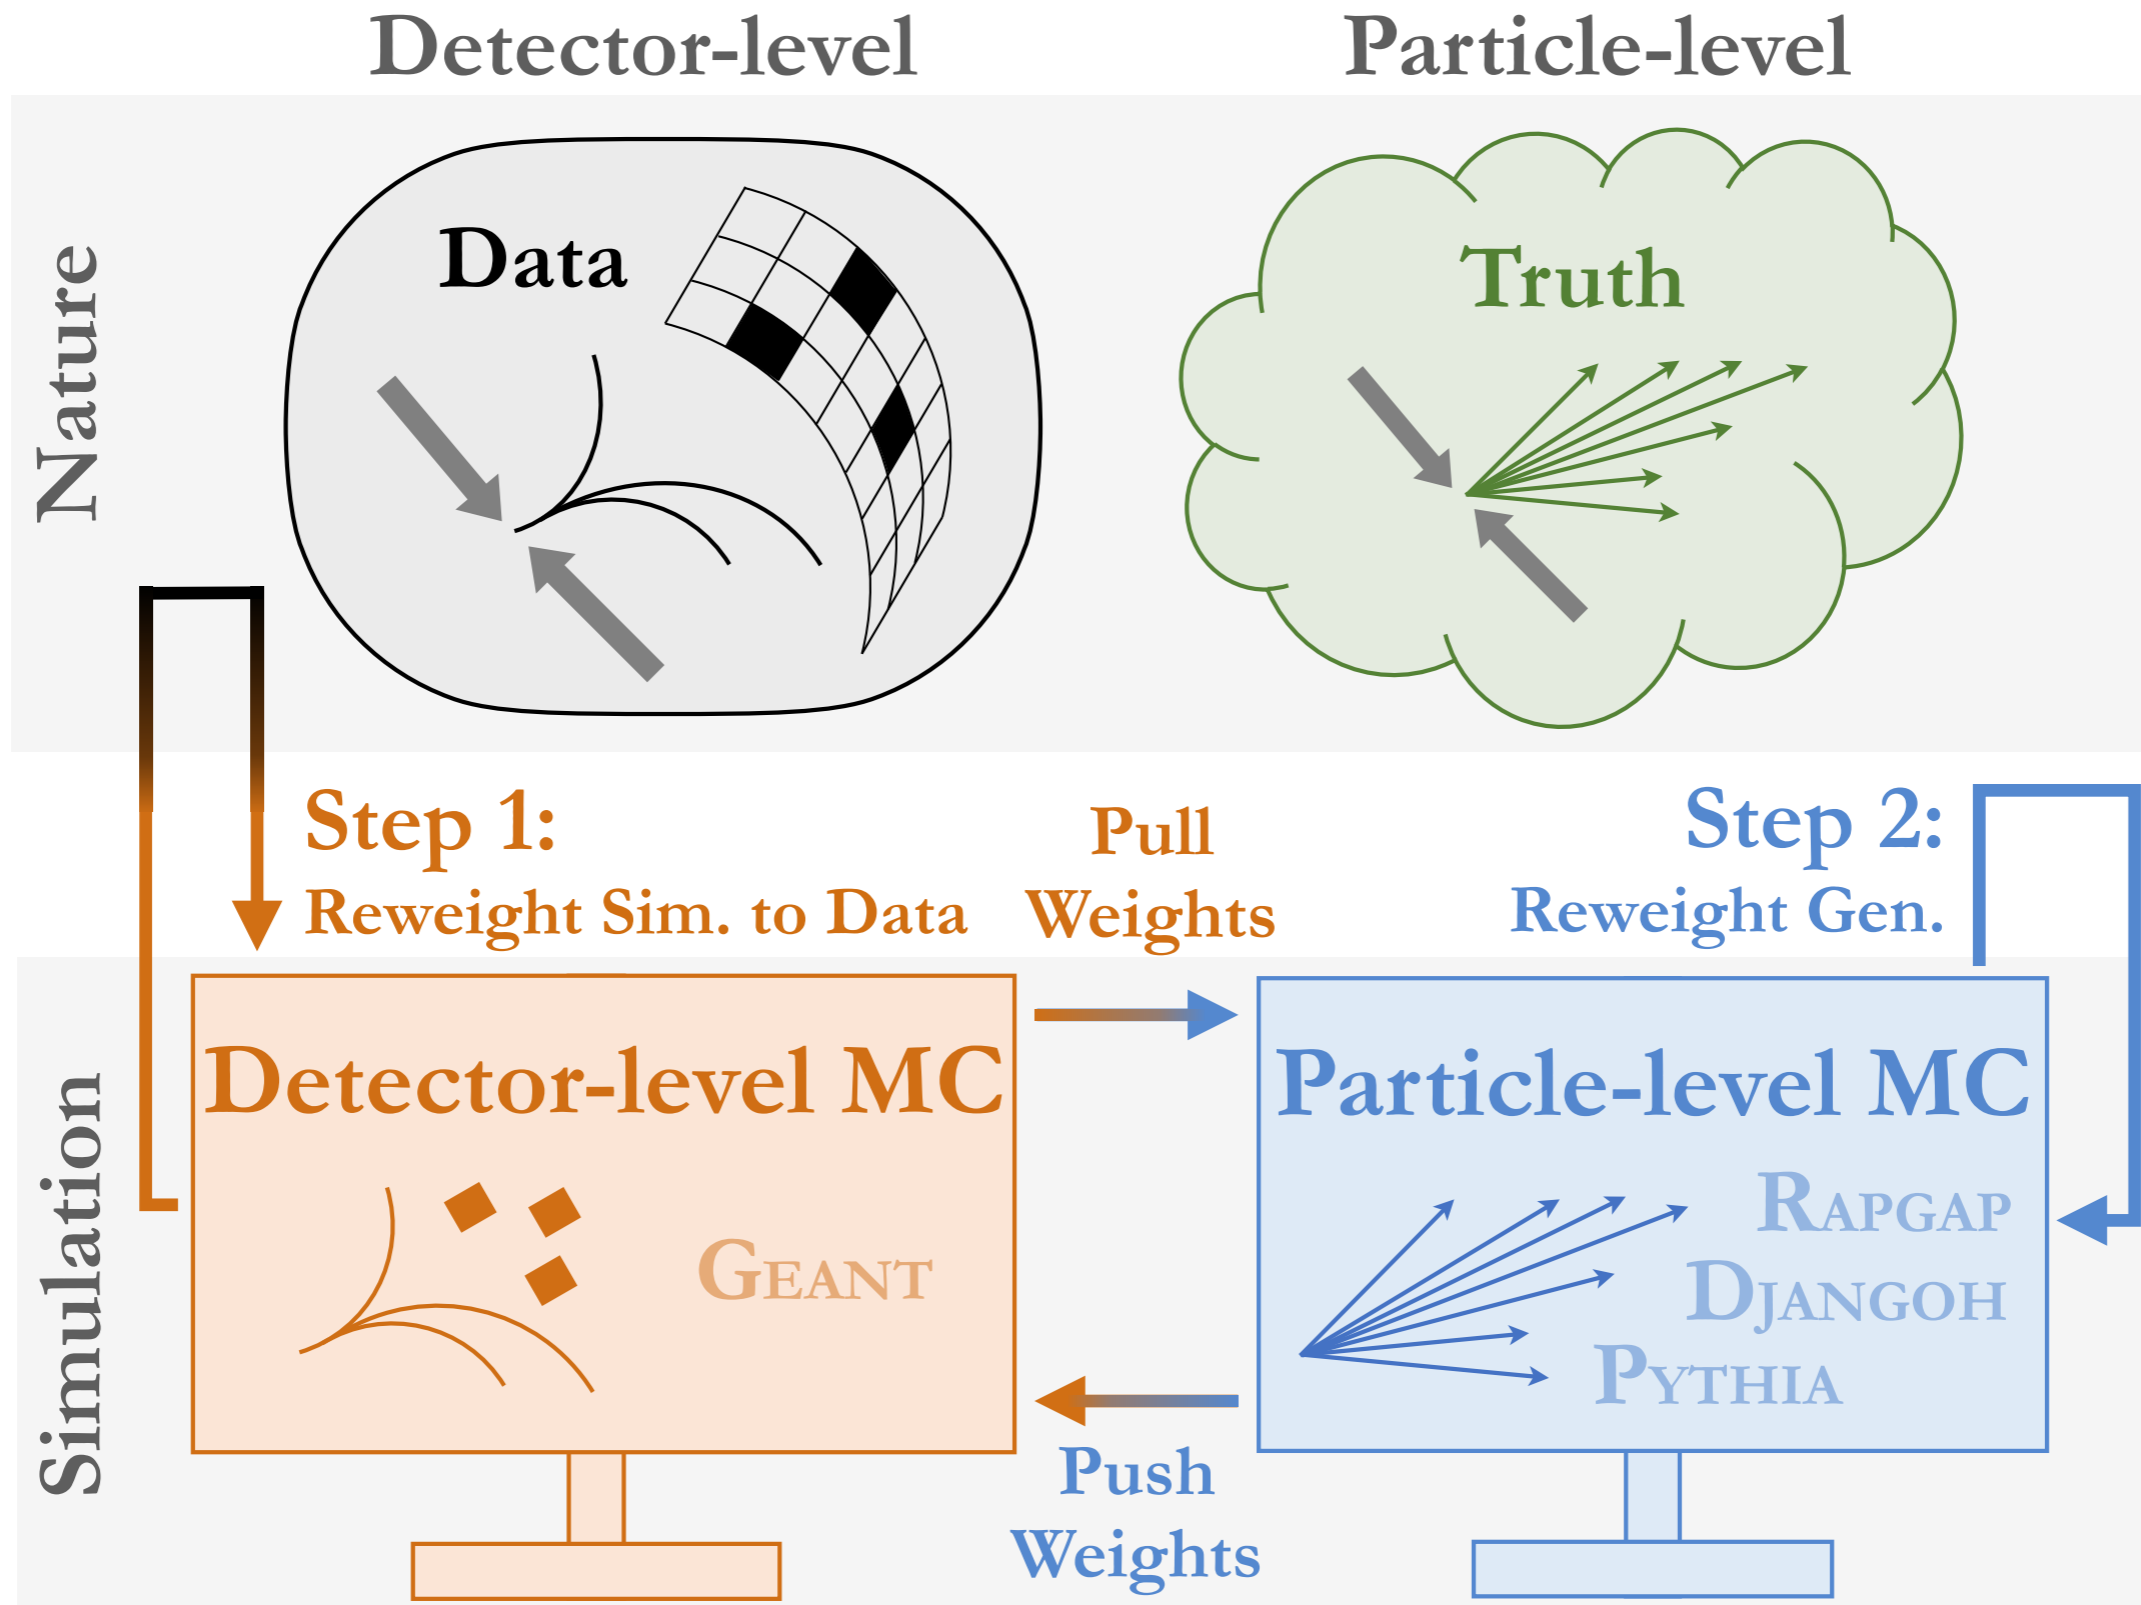 Detector-level
Particle-level
Nature
Data
Truth
Step 1:
Reweight Sim. to Data
Pull
Weights
Step 2:
Reweight Gen.
Simulation
Detector-level MC
GEANT
Particle-level MC
RAPGAP
DJANGOH
PYTHIA
Push
Weights